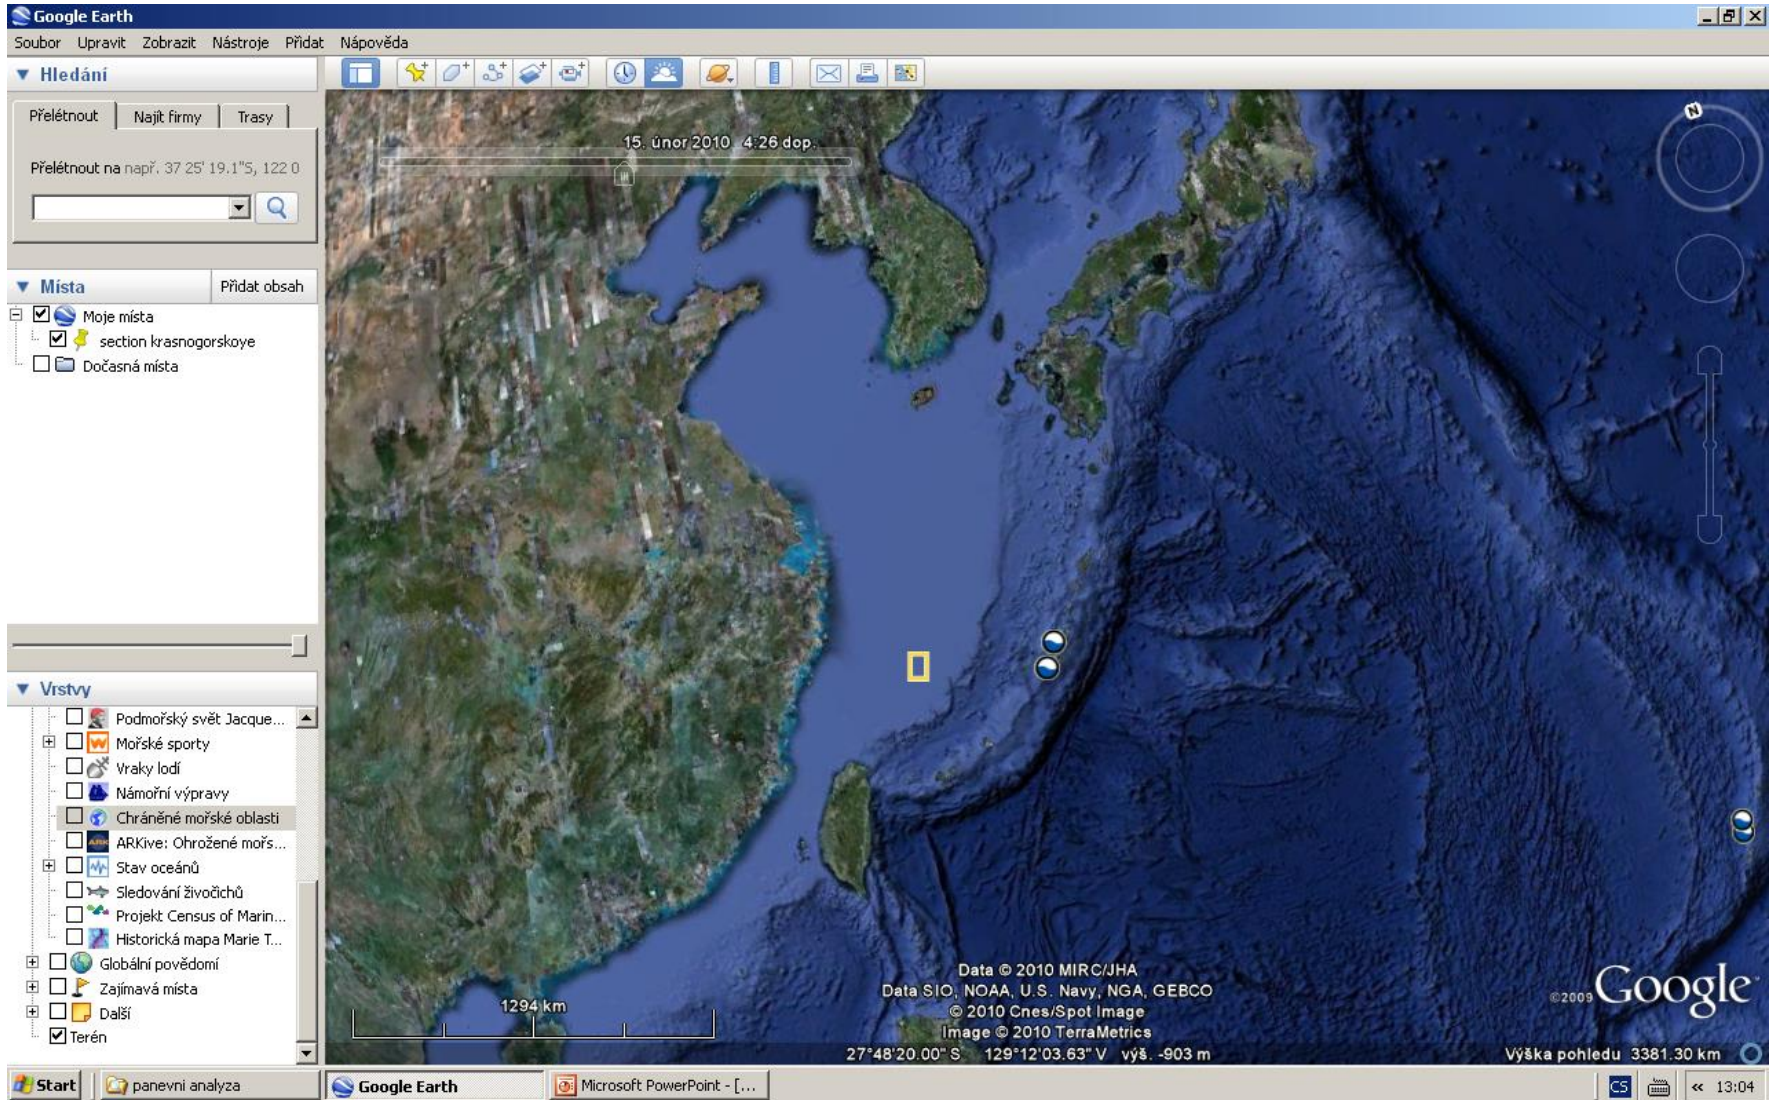 Google Earth
Soubor Upravit Zobrazit Nástroje Přidat Nápověda
Hledání
Přelétnout Najít firmy Trasy
Přelétnout na např. 37 25' 19.1"S, 122 0
Místa Přidat obsah
Moje místa
section krasnogorskoye
Dočasná místa
Vrstvy
Podmořský svět Jacque...
Mořské sporty
Vraky lodí
Námořní výpravy
Chráněné mořské oblasti
ARKive: Ohrožené mořs...
Stav oceánů
Sledování živočichů
Projekt Census of Marin...
Historická mapa Marie T...
Globální povědomí
Zajímavá místa
Další
Terén
15. únor 2010 4:26 dop.
N
1294 km
Data © 2010 MIRC/JHA
Data SIO, NOAA, U.S. Navy, NGA, GEBCO
© 2010 Cnes/Spot Image
Image © 2010 TerraMetrics
27°48'20.00" S 129°12'03.63" V výš. -903 m
©2009 Google
Výška pohledu 3381.30 km
Start panevni analyza Google Earth Microsoft PowerPoint - [... CS « 13:04